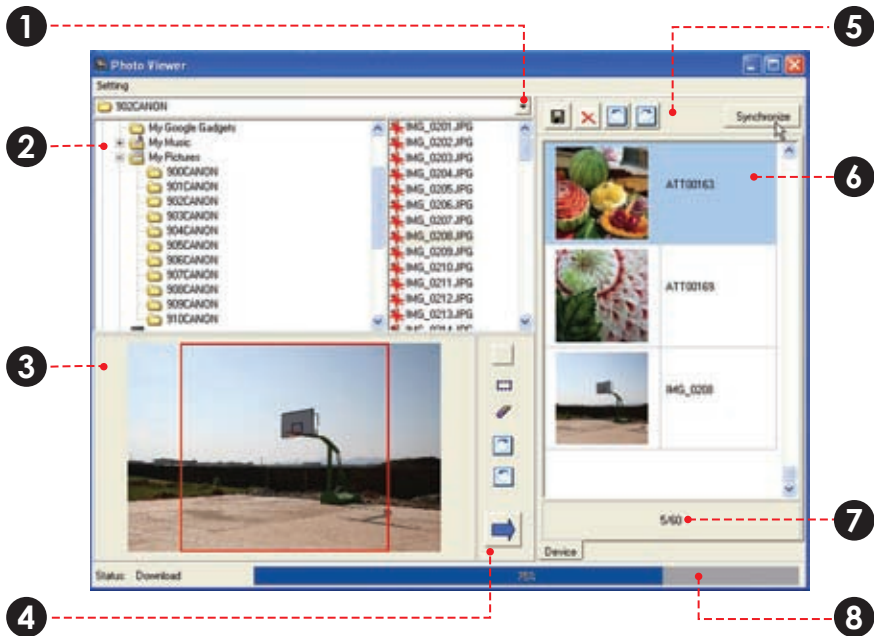 1
5
Photo Viewer
Setting
902CANON
Synchronize
2
My Google Gadgets
My Music
My Pictures
900CANON
901CANON
902CANON
903CANON
904CANON
905CANON
906CANON
907CANON
908CANON
909CANON
910CANON
IMG_0201.JPG
IMG_0202.JPG
IMG_0203.JPG
IMG_0204.JPG
IMG_0205.JPG
IMG_0206.JPG
IMG_0207.JPG
IMG_0208.JPG
IMG_0209.JPG
IMG_0210.JPG
IMG_0211.JPG
IMG_0212.JPG
IMG_0213.JPG
IMG_0214.JPG
ATT00163
6
ATT00169
3
IMG_0208
5/60
7
Device
Status: Download
75%
4
8